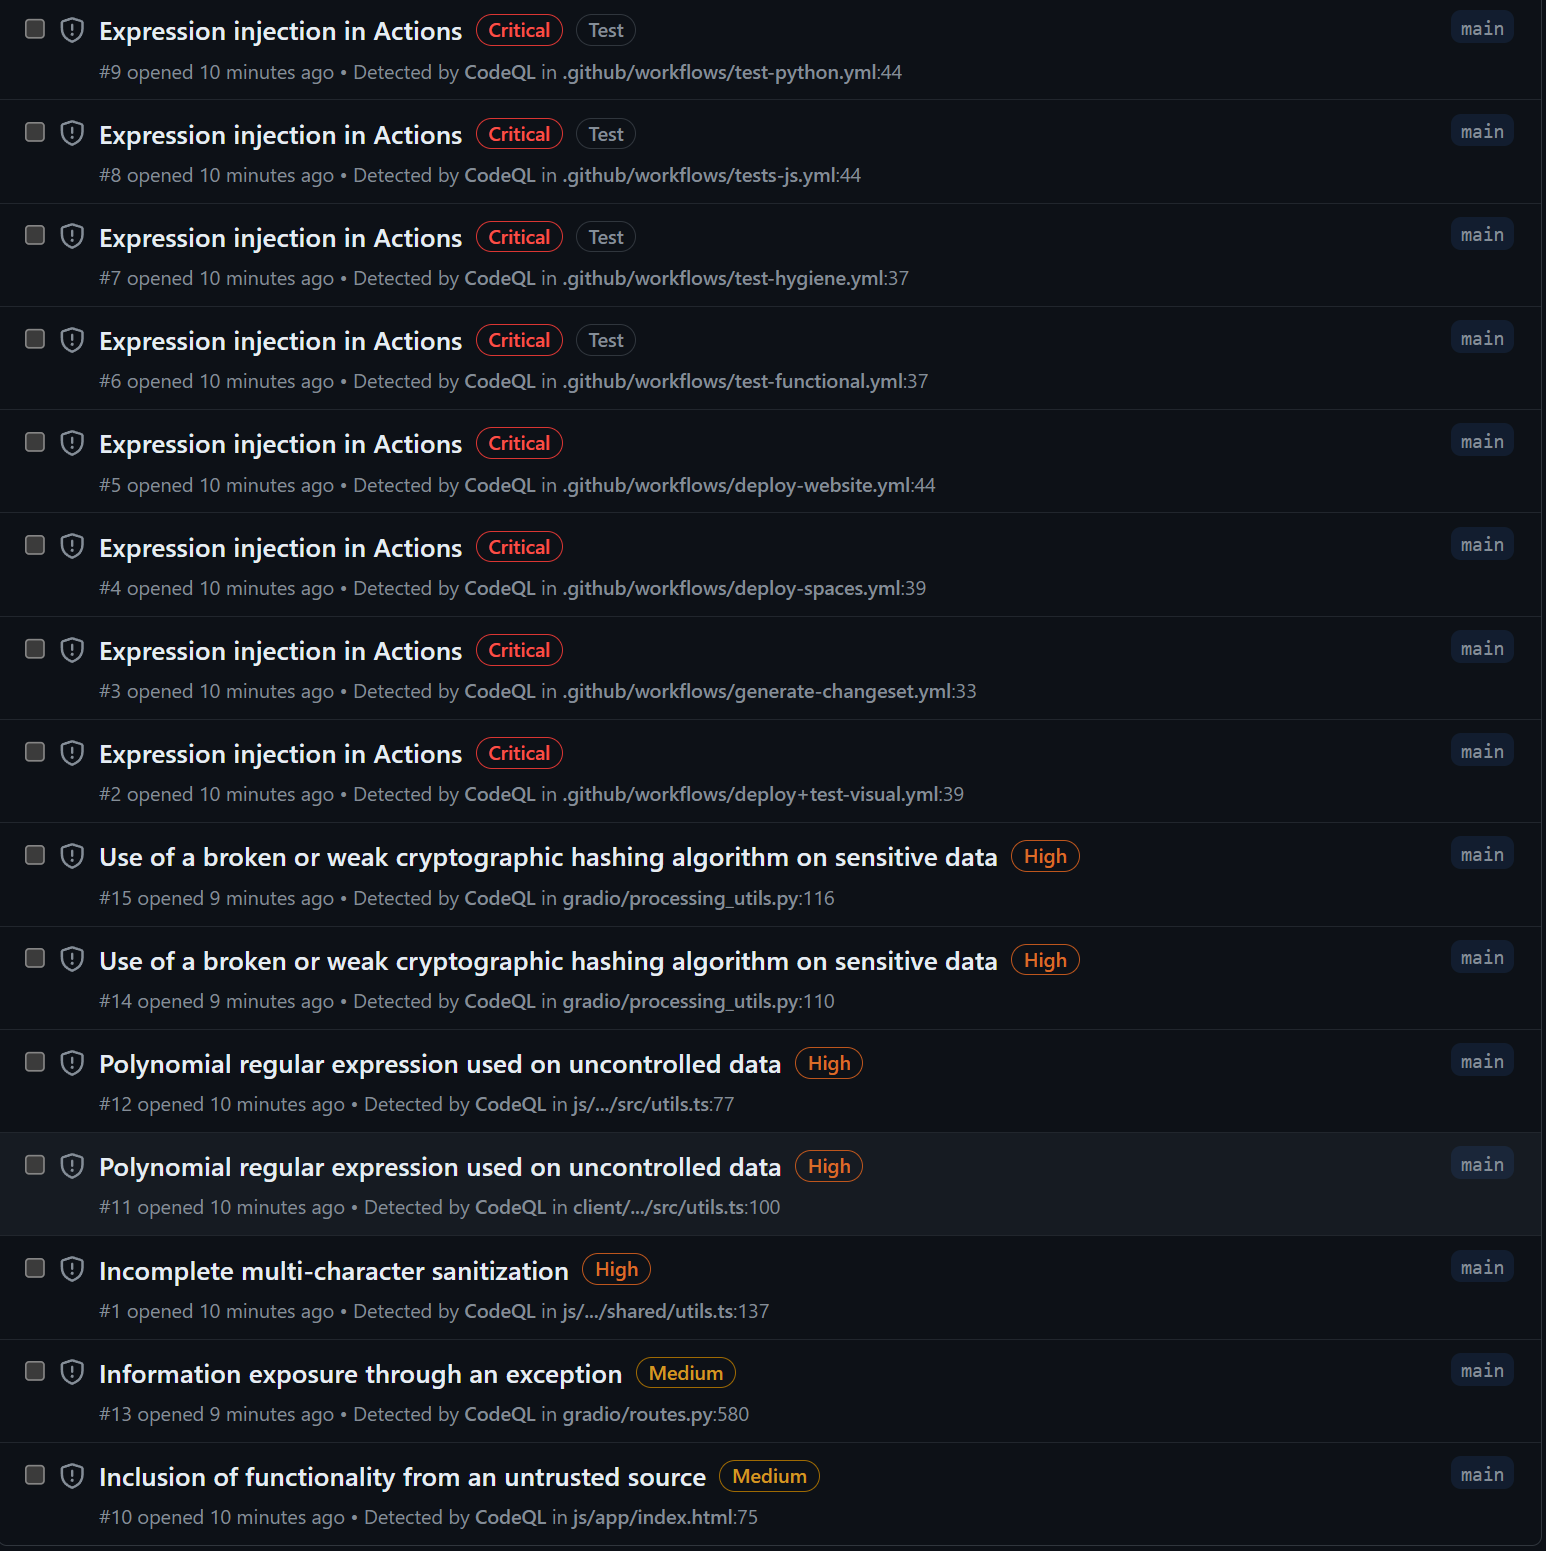 Expression injection in Actions Critical Test main
#9 opened 10 minutes ago • Detected by CodeQL in .github/workflows/test-python.yml:44
Expression injection in Actions Critical Test main
#8 opened 10 minutes ago • Detected by CodeQL in .github/workflows/tests-js.yml:44
Expression injection in Actions Critical Test main
#7 opened 10 minutes ago • Detected by CodeQL in .github/workflows/test-hygiene.yml:37
Expression injection in Actions Critical Test main
#6 opened 10 minutes ago • Detected by CodeQL in .github/workflows/test-functional.yml:37
Expression injection in Actions Critical main
#5 opened 10 minutes ago • Detected by CodeQL in .github/workflows/deploy-website.yml:44
Expression injection in Actions Critical main
#4 opened 10 minutes ago • Detected by CodeQL in .github/workflows/deploy-spaces.yml:39
Expression injection in Actions Critical main
#3 opened 10 minutes ago • Detected by CodeQL in .github/workflows/generate-changeset.yml:33
Expression injection in Actions Critical main
#2 opened 10 minutes ago • Detected by CodeQL in .github/workflows/deploy+test-visual.yml:39
Use of a broken or weak cryptographic hashing algorithm on sensitive data High main
#15 opened 9 minutes ago • Detected by CodeQL in gradio/processing_utils.py:116
Use of a broken or weak cryptographic hashing algorithm on sensitive data High main
#14 opened 9 minutes ago • Detected by CodeQL in gradio/processing_utils.py:110
Polynomial regular expression used on uncontrolled data High main
#12 opened 10 minutes ago • Detected by CodeQL in js/.../src/utils.ts:77
Polynomial regular expression used on uncontrolled data High main
#11 opened 10 minutes ago • Detected by CodeQL in client/.../src/utils.ts:100
Incomplete multi-character sanitization High main
#1 opened 10 minutes ago • Detected by CodeQL in js/.../shared/utils.ts:137
Information exposure through an exception Medium main
#13 opened 9 minutes ago • Detected by CodeQL in gradio/routes.py:580
Inclusion of functionality from an untrusted source Medium main
#10 opened 10 minutes ago • Detected by CodeQL in js/app/index.html:75